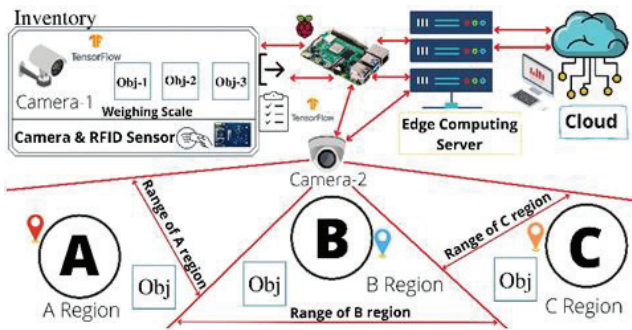 Inventory
TensorFlow
Camera-1
Obj-1
Obj-2
Obj-3
Weighing Scale
Camera & RFID Sensor
TensorFlow
Edge Computing
Server
Cloud
Camera-2
Range of A region
A
A Region
Obj
B
B Region
Obj
Range of B region
Range of C region
C
C Region
Obj